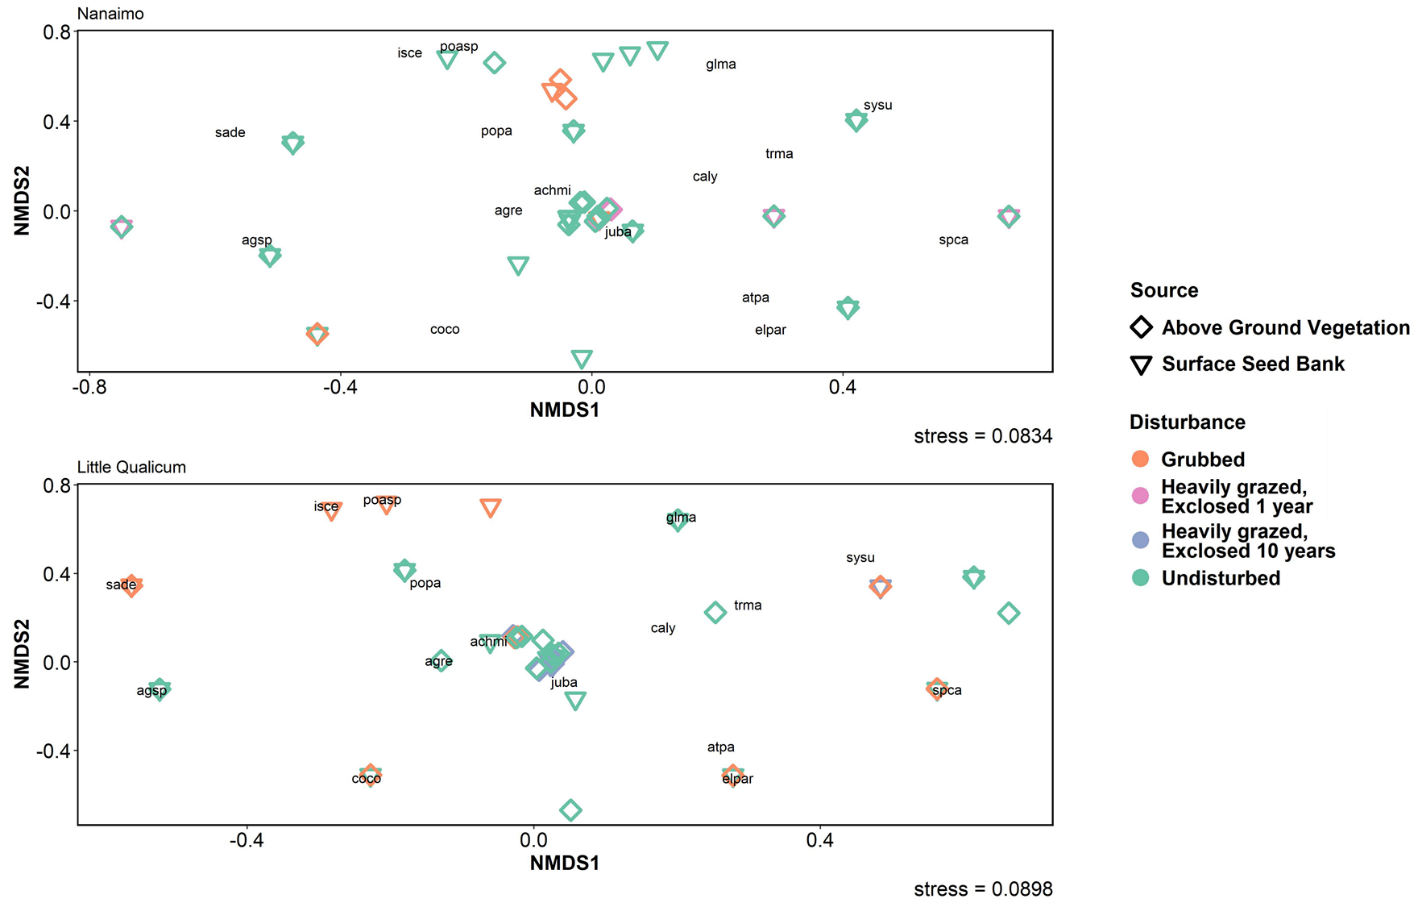 Nanaimo
0.8
0.4
0.0
-0.4
NMDS2
isce
poasp
glma
sysu
sade
popa
trma
caly
achmi
agre
juba
agsp
spca
atpa
coco
elpar
-0.8
-0.4
0.0
0.4
NMDS1
stress = 0.0834
Little Qualicum
0.8
0.4
0.0
-0.4
NMDS2
isce
poasp
glma
sysu
sade
popa
trma
caly
achmi
agre
juba
agsp
spca
atpa
coco
elpar
-0.4
0.0
0.4
NMDS1
stress = 0.0898
Source
Above Ground Vegetation
Surface Seed Bank
Disturbance
Grubbed
Heavily grazed,
Exclosed 1 year
Heavily grazed,
Exclosed 10 years
Undisturbed